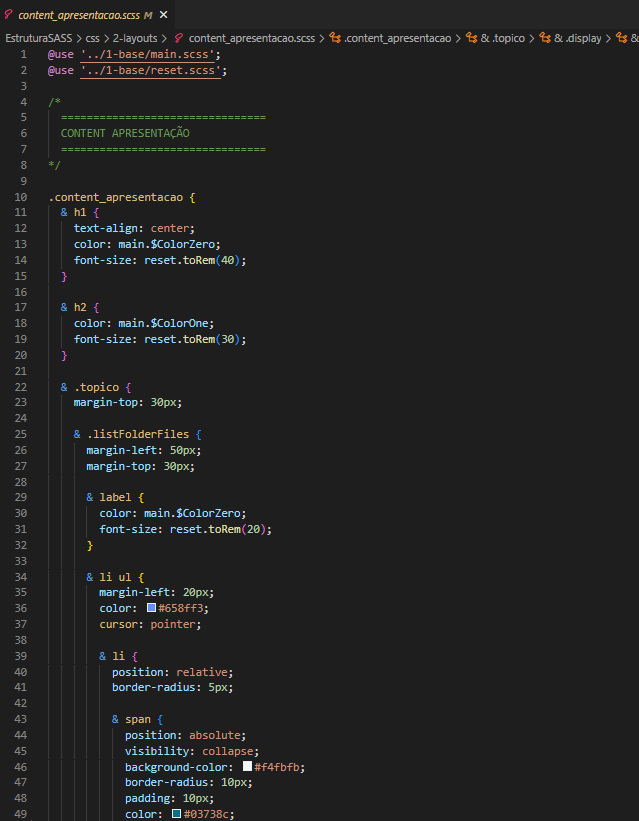 content_apresentacao.scss M ×
EstruturaSASS > css > 2-layouts > content_apresentacao.scss > .content_apresentacao > & .topico > & .display > &
1 @use '../1-base/main.scss';
2 @use '../1-base/reset.scss';
3
4 /*
5 ================================
6 CONTENT APRESENTAÇÃO
7 ================================
8 */
9
10 .content_apresentacao {
11 & h1 {
12 text-align: center;
13 color: main.$ColorZero;
14 font-size: reset.toRem(40);
15 }
16
17 & h2 {
18 color: main.$ColorOne;
19 font-size: reset.toRem(30);
20 }
21
22 & .topico {
23 margin-top: 30px;
24
25 & .listFolderFiles {
26 margin-left: 50px;
27 margin-top: 30px;
28
29 & label {
30 color: main.$ColorZero;
31 font-size: reset.toRem(20);
32 }
33
34 & li ul {
35 margin-left: 20px;
36 color: #658ff3;
37 cursor: pointer;
38
39 & li {
40 position: relative;
41 border-radius: 5px;
42
43 & span {
44 position: absolute;
45 visibility: collapse;
46 background-color: #f4fbfb;
47 border-radius: 10px;
48 padding: 10px;
49 color: #03738c;